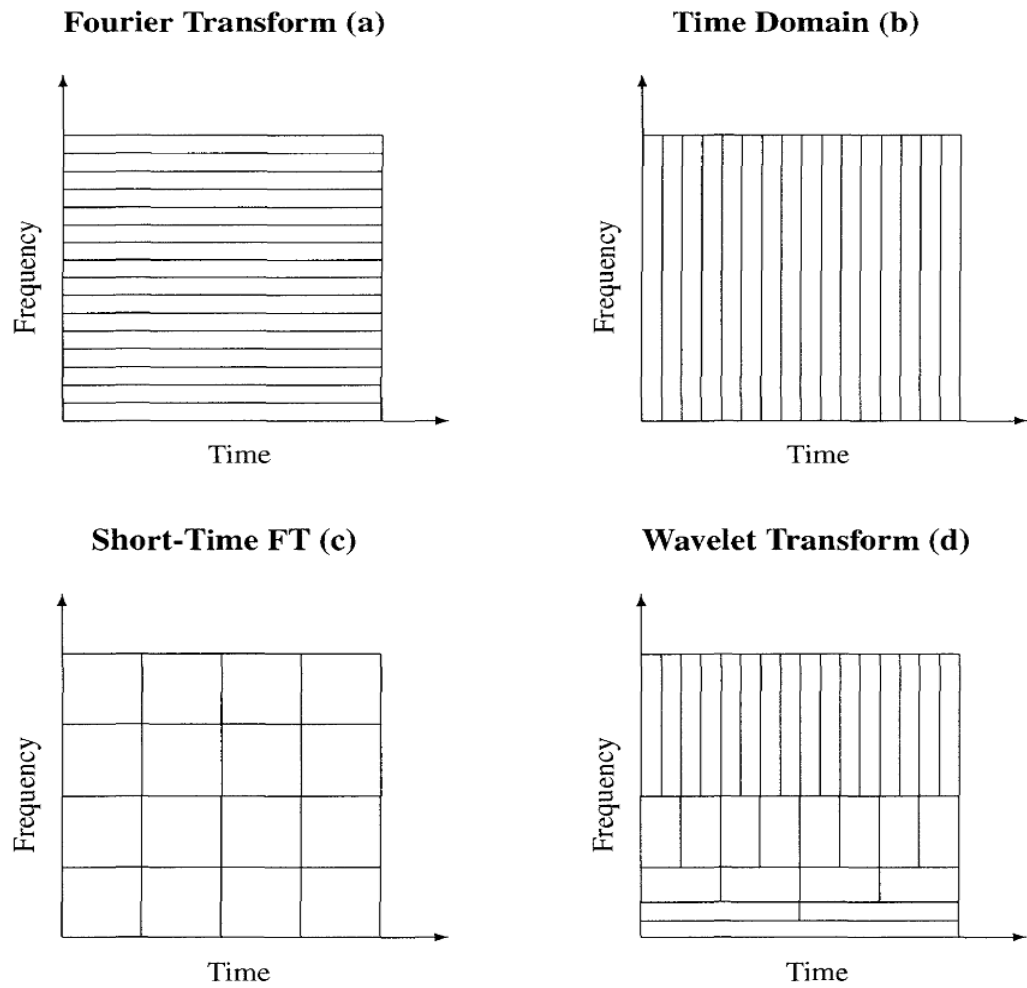 Fourier Transform (a)
Time Domain (b)
Frequency
Time
Frequency
Time
Short-Time FT (c)
Wavelet Transform (d)
Frequency
Time
Frequency
Time